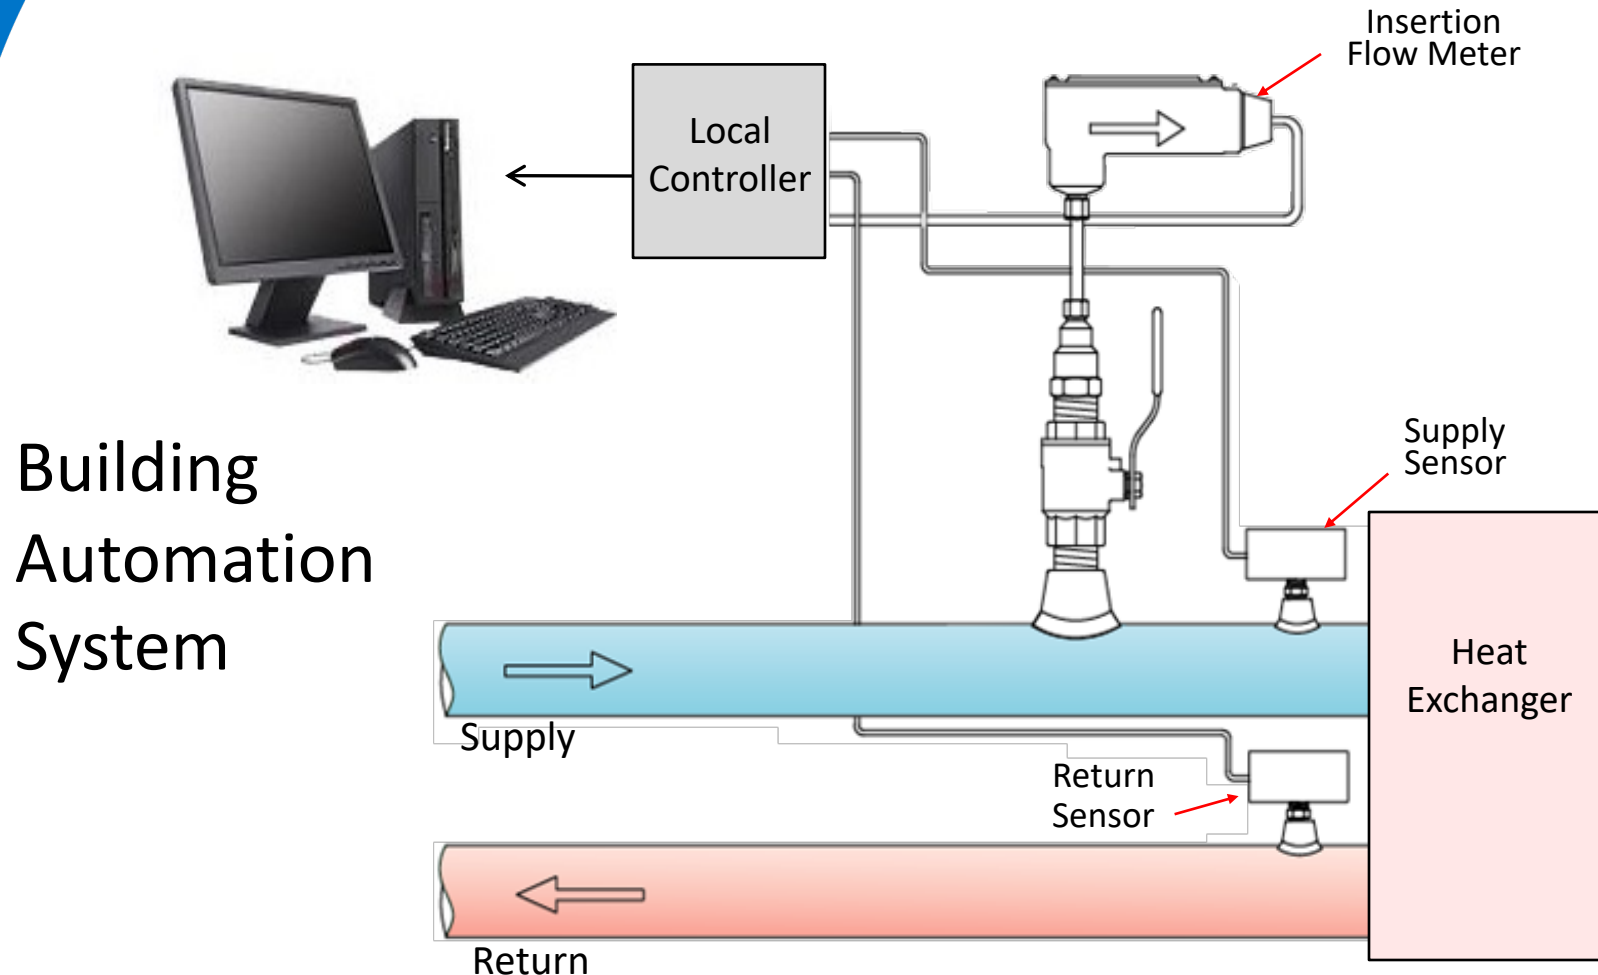 Insertion
Flow Meter
Local
Controller
Supply
Sensor
Building
Automation
System
Heat
Exchanger
Supply
Return
Sensor
Return